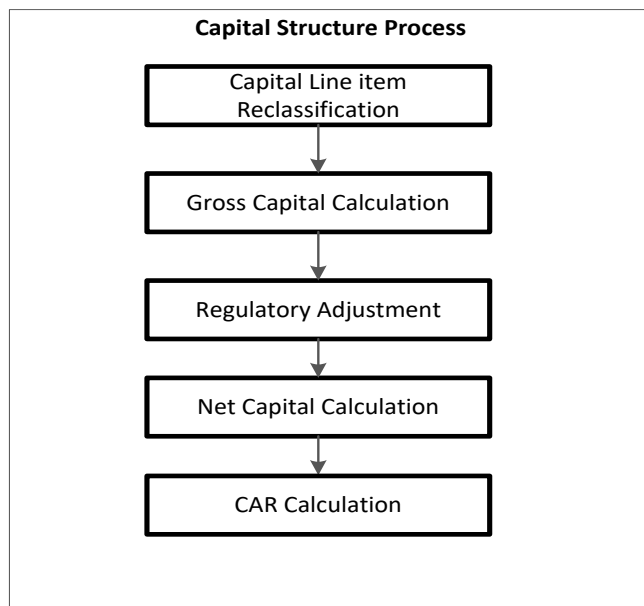 Capital Structure Process
Capital Line item
Reclassification
Gross Capital Calculation
Regulatory Adjustment
Net Capital Calculation
CAR Calculation